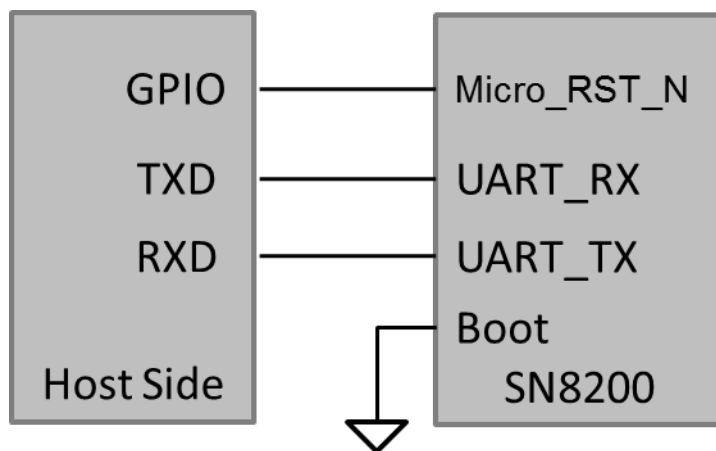 GPIO
TXD
RXD
Host Side
Micro_RST_N
UART_RX
UART_TX
Boot
SN8200